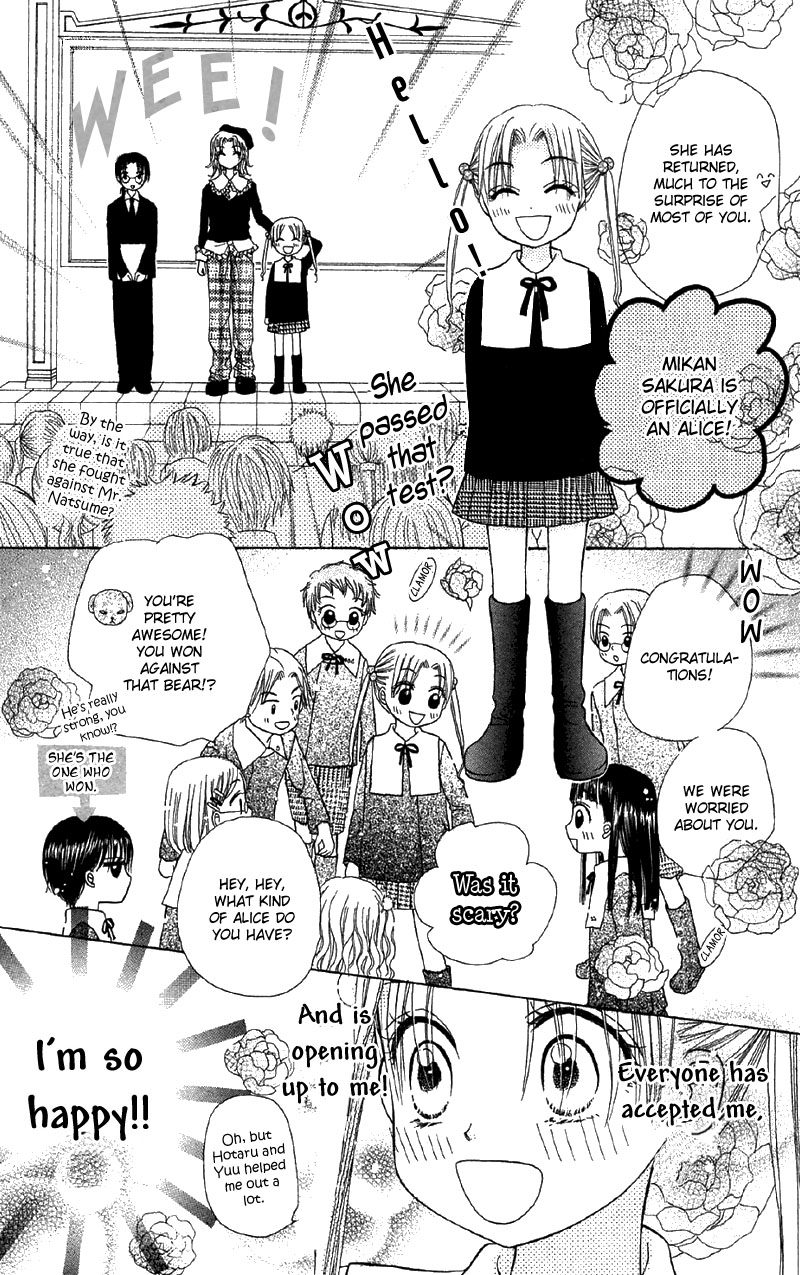 SHE HAS
RETURNED,
MUCH TO THE
SURPRISE OF
MOST OF YOU.
Hello!
WEE!
MIKAN
SAKURA IS
OFFICIALLY
AN ALICE!
She
passed
that
test?
WOW
By the
way, is it
true that
she fought
against Mr.
Natsume?
WOW
CONGRATULA-
TIONS!
CLAMOR
YOU'RE
PRETTY
AWESOME!
YOU WON
AGAINST
THAT BEAR!?
He's really
strong, you
know!?
SHE'S THE
ONE WHO
WON.
WE WERE
WORRIED
ABOUT YOU.
CLAMOR
Was it
scary?
HEY, HEY,
WHAT KIND
OF ALICE DO
YOU HAVE?
Everyone has
accepted me,
And is
opening
up to me!
Oh, but
Hotaru and
Yuu helped
me out a
lot.
I'm so
happy!!